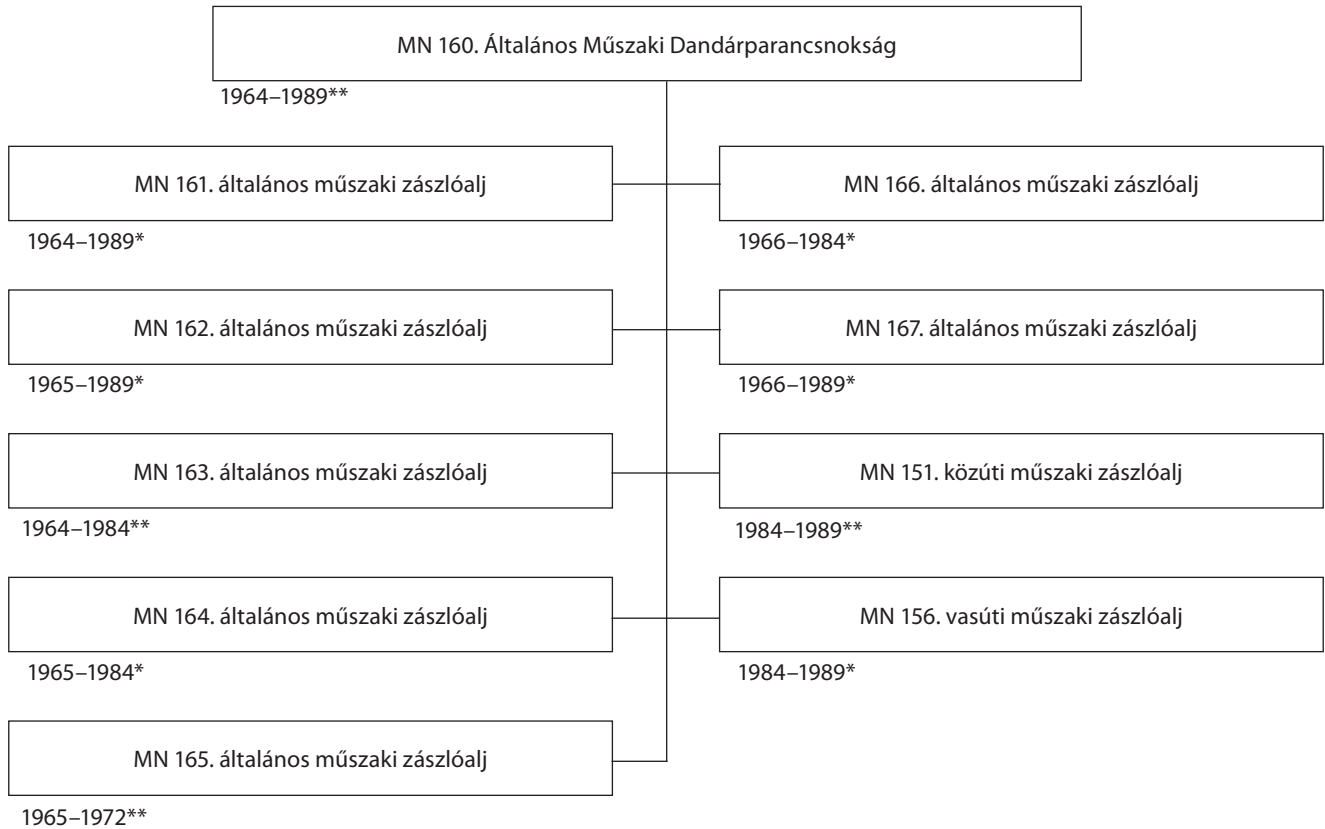 MN 160. Általános Műszaki Dandárparancsnokság
1964–1989**
MN 161. általános műszaki zászlóalj
1964–1989*
MN 166. általános műszaki zászlóalj
1966–1984*
MN 162. általános műszaki zászlóalj
1965–1989*
MN 167. általános műszaki zászlóalj
1966–1989*
MN 163. általános műszaki zászlóalj
1964–1984**
MN 151. közúti műszaki zászlóalj
1984–1989**
MN 164. általános műszaki zászlóalj
1965–1984*
MN 156. vasúti műszaki zászlóalj
1984–1989*
MN 165. általános műszaki zászlóalj
1965–1972**